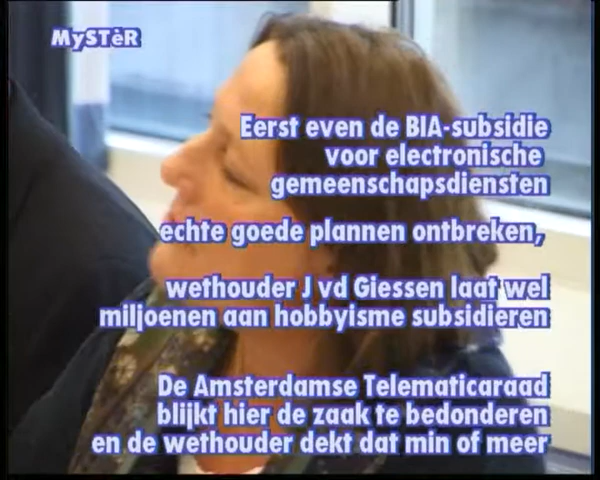 MySTèR
Eerst even de BIA-subsidie
voor electronische
gemeenschapsdiensten
echte goede plannen ontbreken,
wethouder J vd Giessen laat wel
miljoenen aan hobbyisme subsidieren
De Amsterdamse Telematicaraad
blijkt hier de zaak te bedonderen
en de wethouder dekt dat min of meer